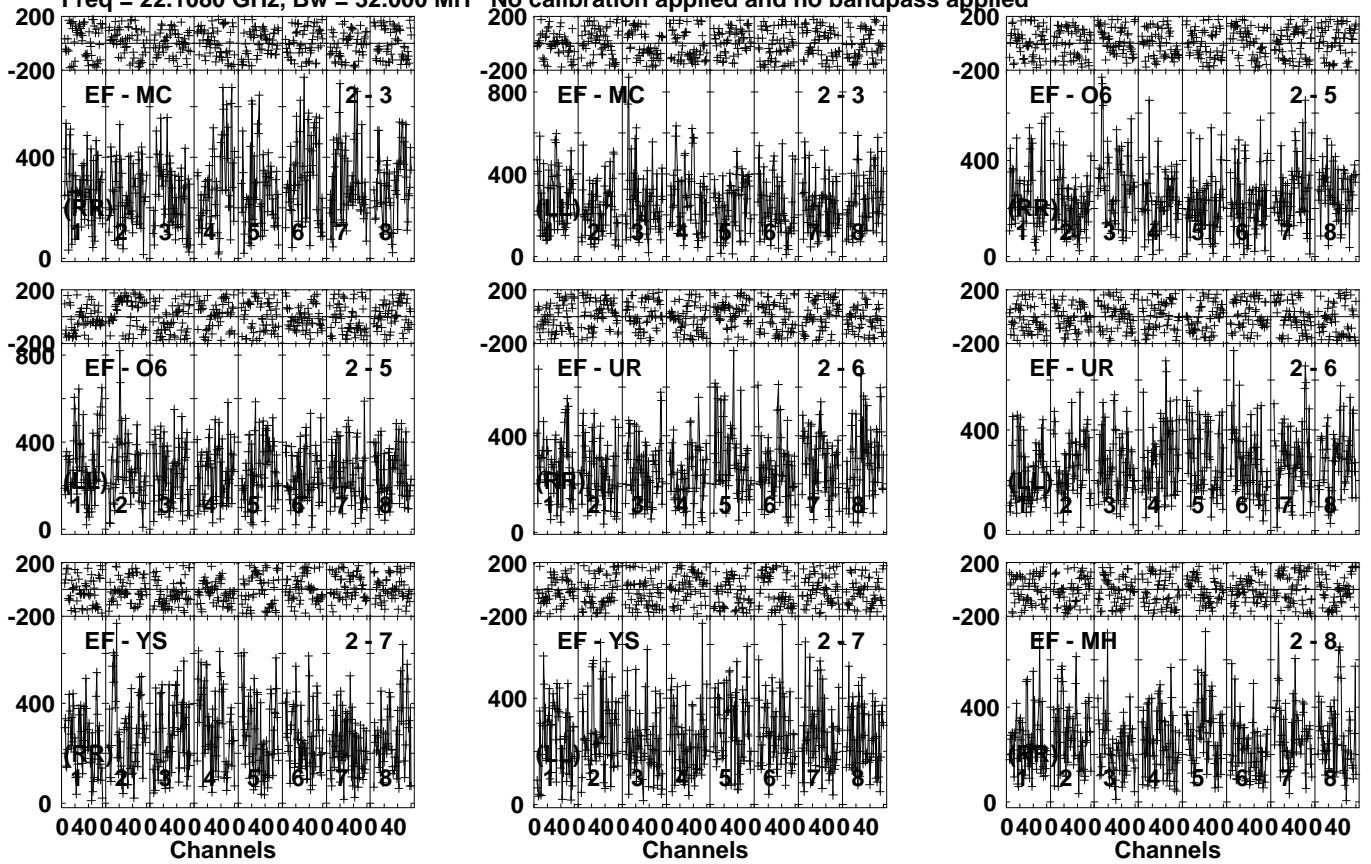 Freq = 22.1080 GHz, Bw = 32.000 MH No calibration applied and no bandpass applied
200 200 200
-200 -200 -200
EF - MC 2 - 3 800 EF - MC 2 - 3 EF - O6 2 - 5
400 400 400
(RR) (LL) (RR)
1 2 3 4 5 6 7 8 1 2 3 4 5 6 7 8 1 2 3 4 5 6 7 8
0 0 0
200 200 200
-200 -200 -200
800 EF - O6 2 - 5 EF - UR 2 - 6 EF - UR 2 - 6
400 400 400
(LL) (RR) (LL)
1 2 3 4 5 6 7 8 1 2 3 4 5 6 7 8 1 2 3 4 5 6 7 8
0 0 0
200 200 200
-200 -200 -200
EF - YS 2 - 7 EF - YS 2 - 7 EF - MH 2 - 8
400 400 400
(RR) (LL) (RR)
1 2 3 4 5 6 7 8 1 2 3 4 5 6 7 8 1 2 3 4 5 6 7 8
0 0 0
0 40 0 40 0 40 0 40 0 40 0 40 0 40 0 40 0 40 0 40 0 40 0 40 0 40 0 40 0 40 0 40 0 40 0 40 0 40 0 40 0 40 0 40 0 40 0 40
Channels Channels Channels